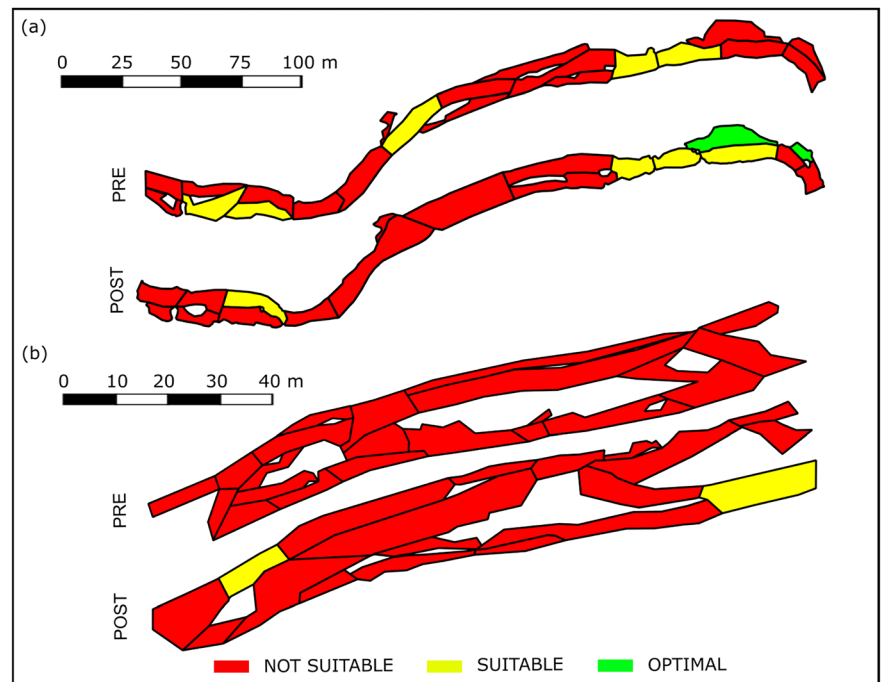 (a)
0 25 50 75 100 m
PRE
POST
(b)
0 10 20 30 40 m
PRE
POST
NOT SUITABLE SUITABLE OPTIMAL